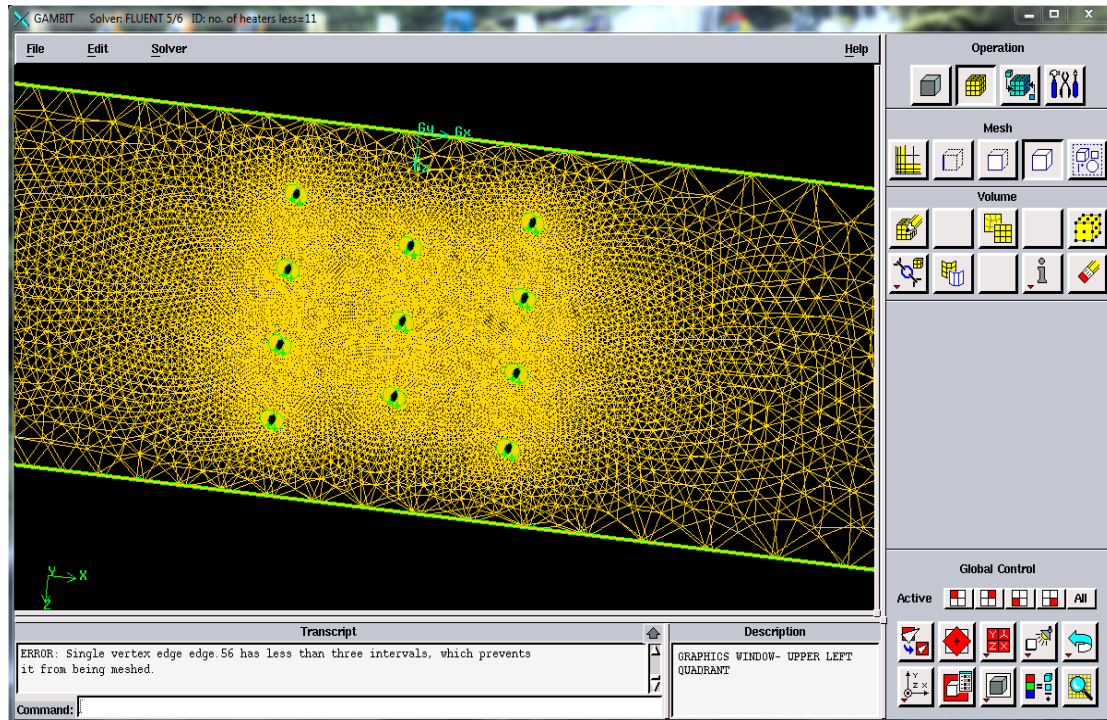 GAMBIT Solver: FLUENT 5/6 ID: no. of heaters less=11
File Edit Solver Help
Operation
Mesh
Volume
Gy Gx
Gz
Y X
Z
Global Control
Active All
Transcript
ERROR: Single vertex edge edge.56 has less than three intervals, which prevents
it from being meshed.
Command:
Description
GRAPHICS WINDOW- UPPER LEFT
QUADRANT